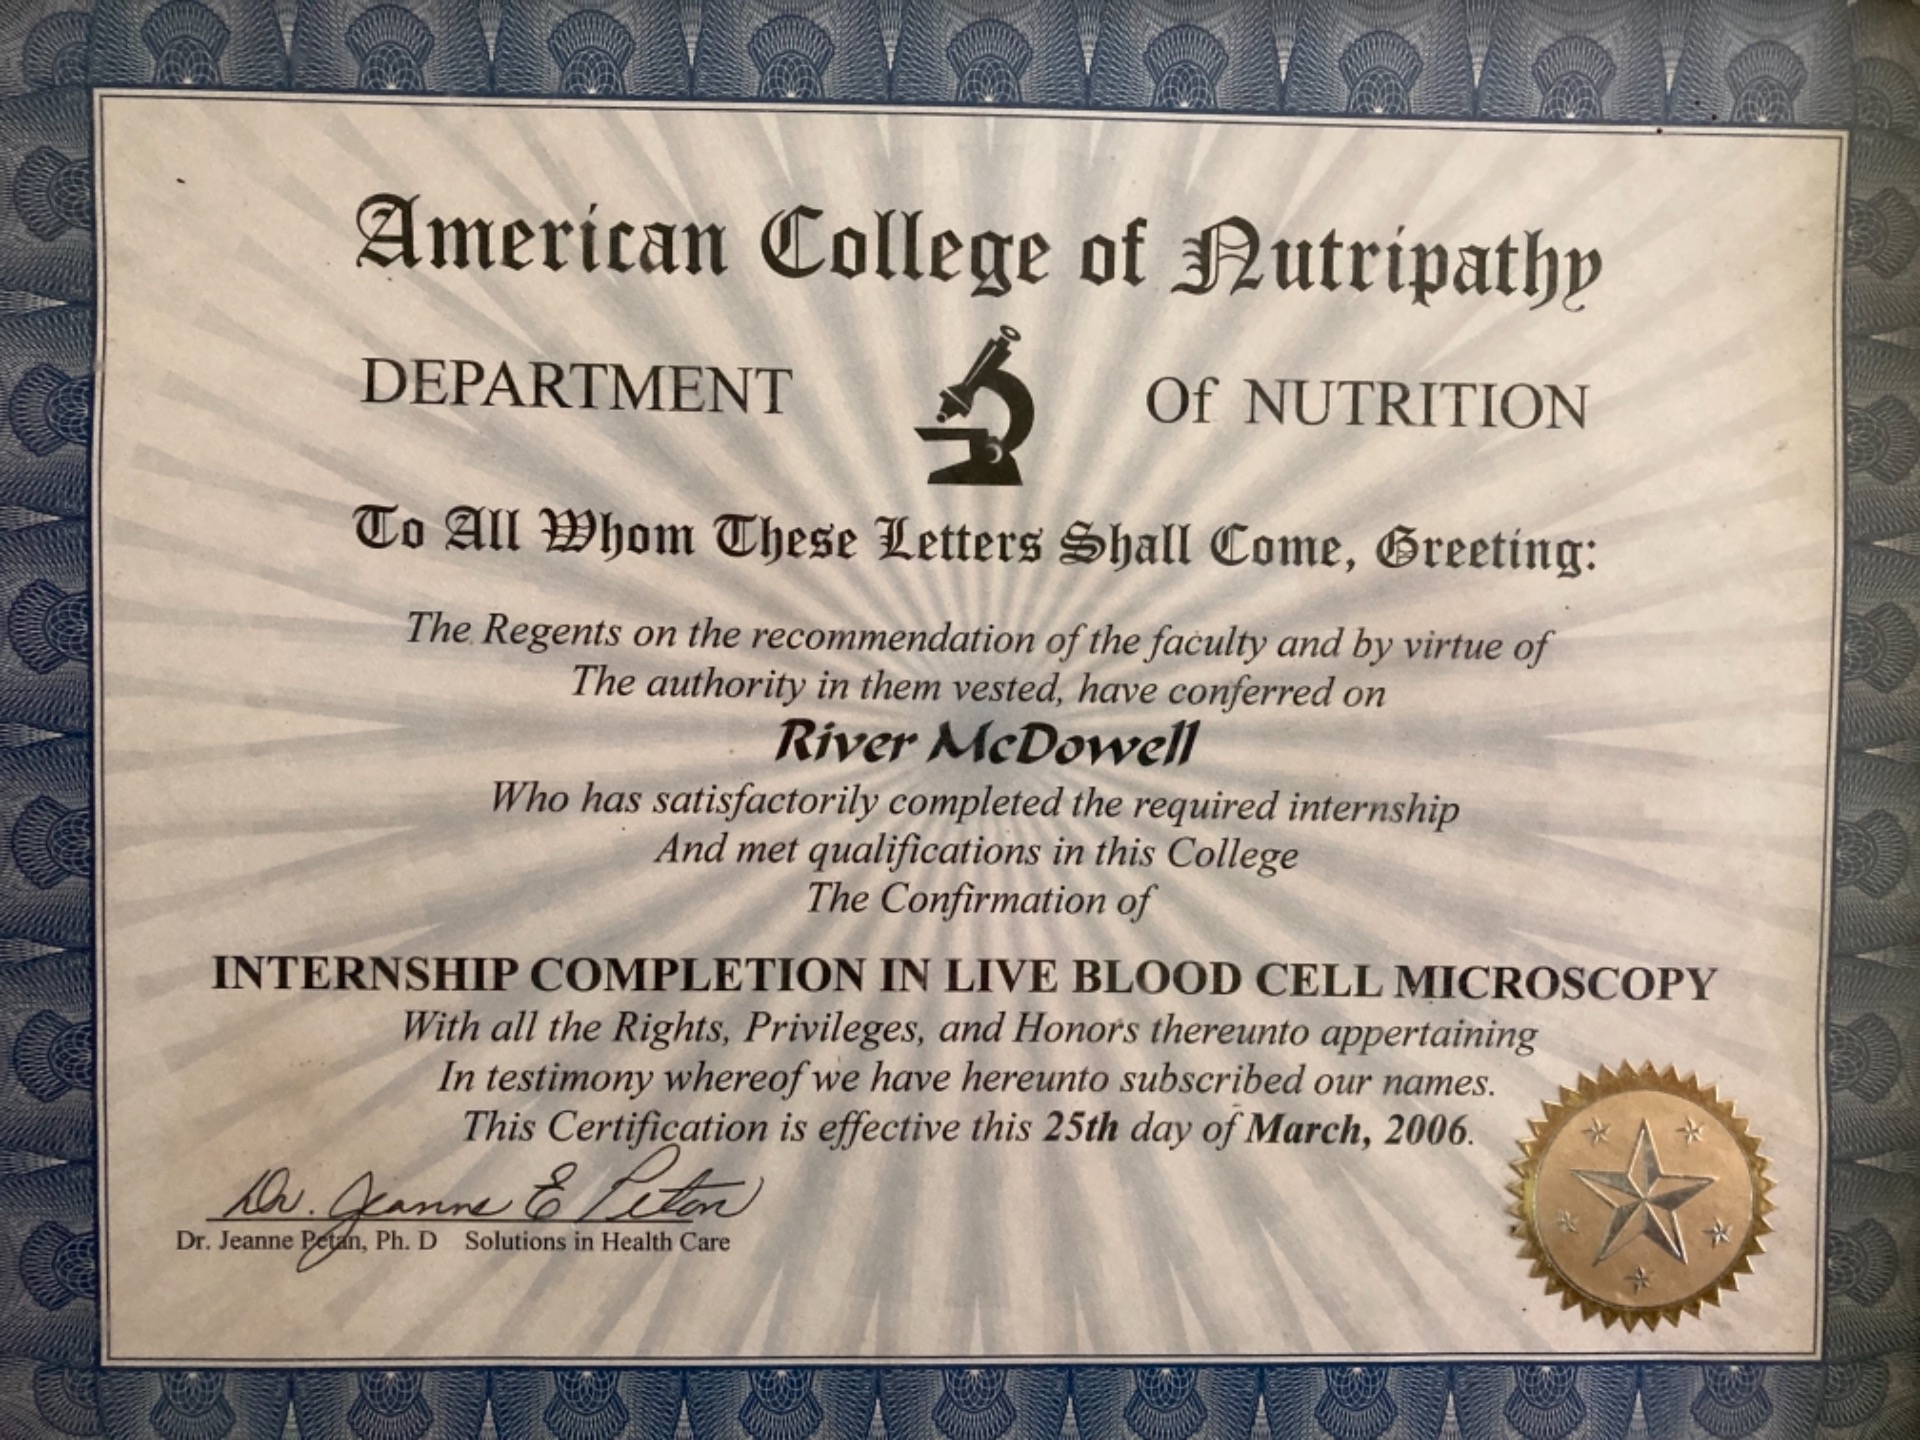 American College of Nutripathy
DEPARTMENT Of NUTRITION
To All Whom These Letters Shall Come, Greeting:
The Regents on the recommendation of the faculty and by virtue of
The authority in them vested, have conferred on
River McDowell
Who has satisfactorily completed the required internship
And met qualifications in this College
The Confirmation of
INTERNSHIP COMPLETION IN LIVE BLOOD CELL MICROSCOPY
With all the Rights, Privileges, and Honors thereunto appertaining
In testimony whereof we have hereunto subscribed our names.
This Certification is effective this 25th day of March, 2006.
Dr. Jeanne E Petan
Dr. Jeanne Petan, Ph. D Solutions in Health Care